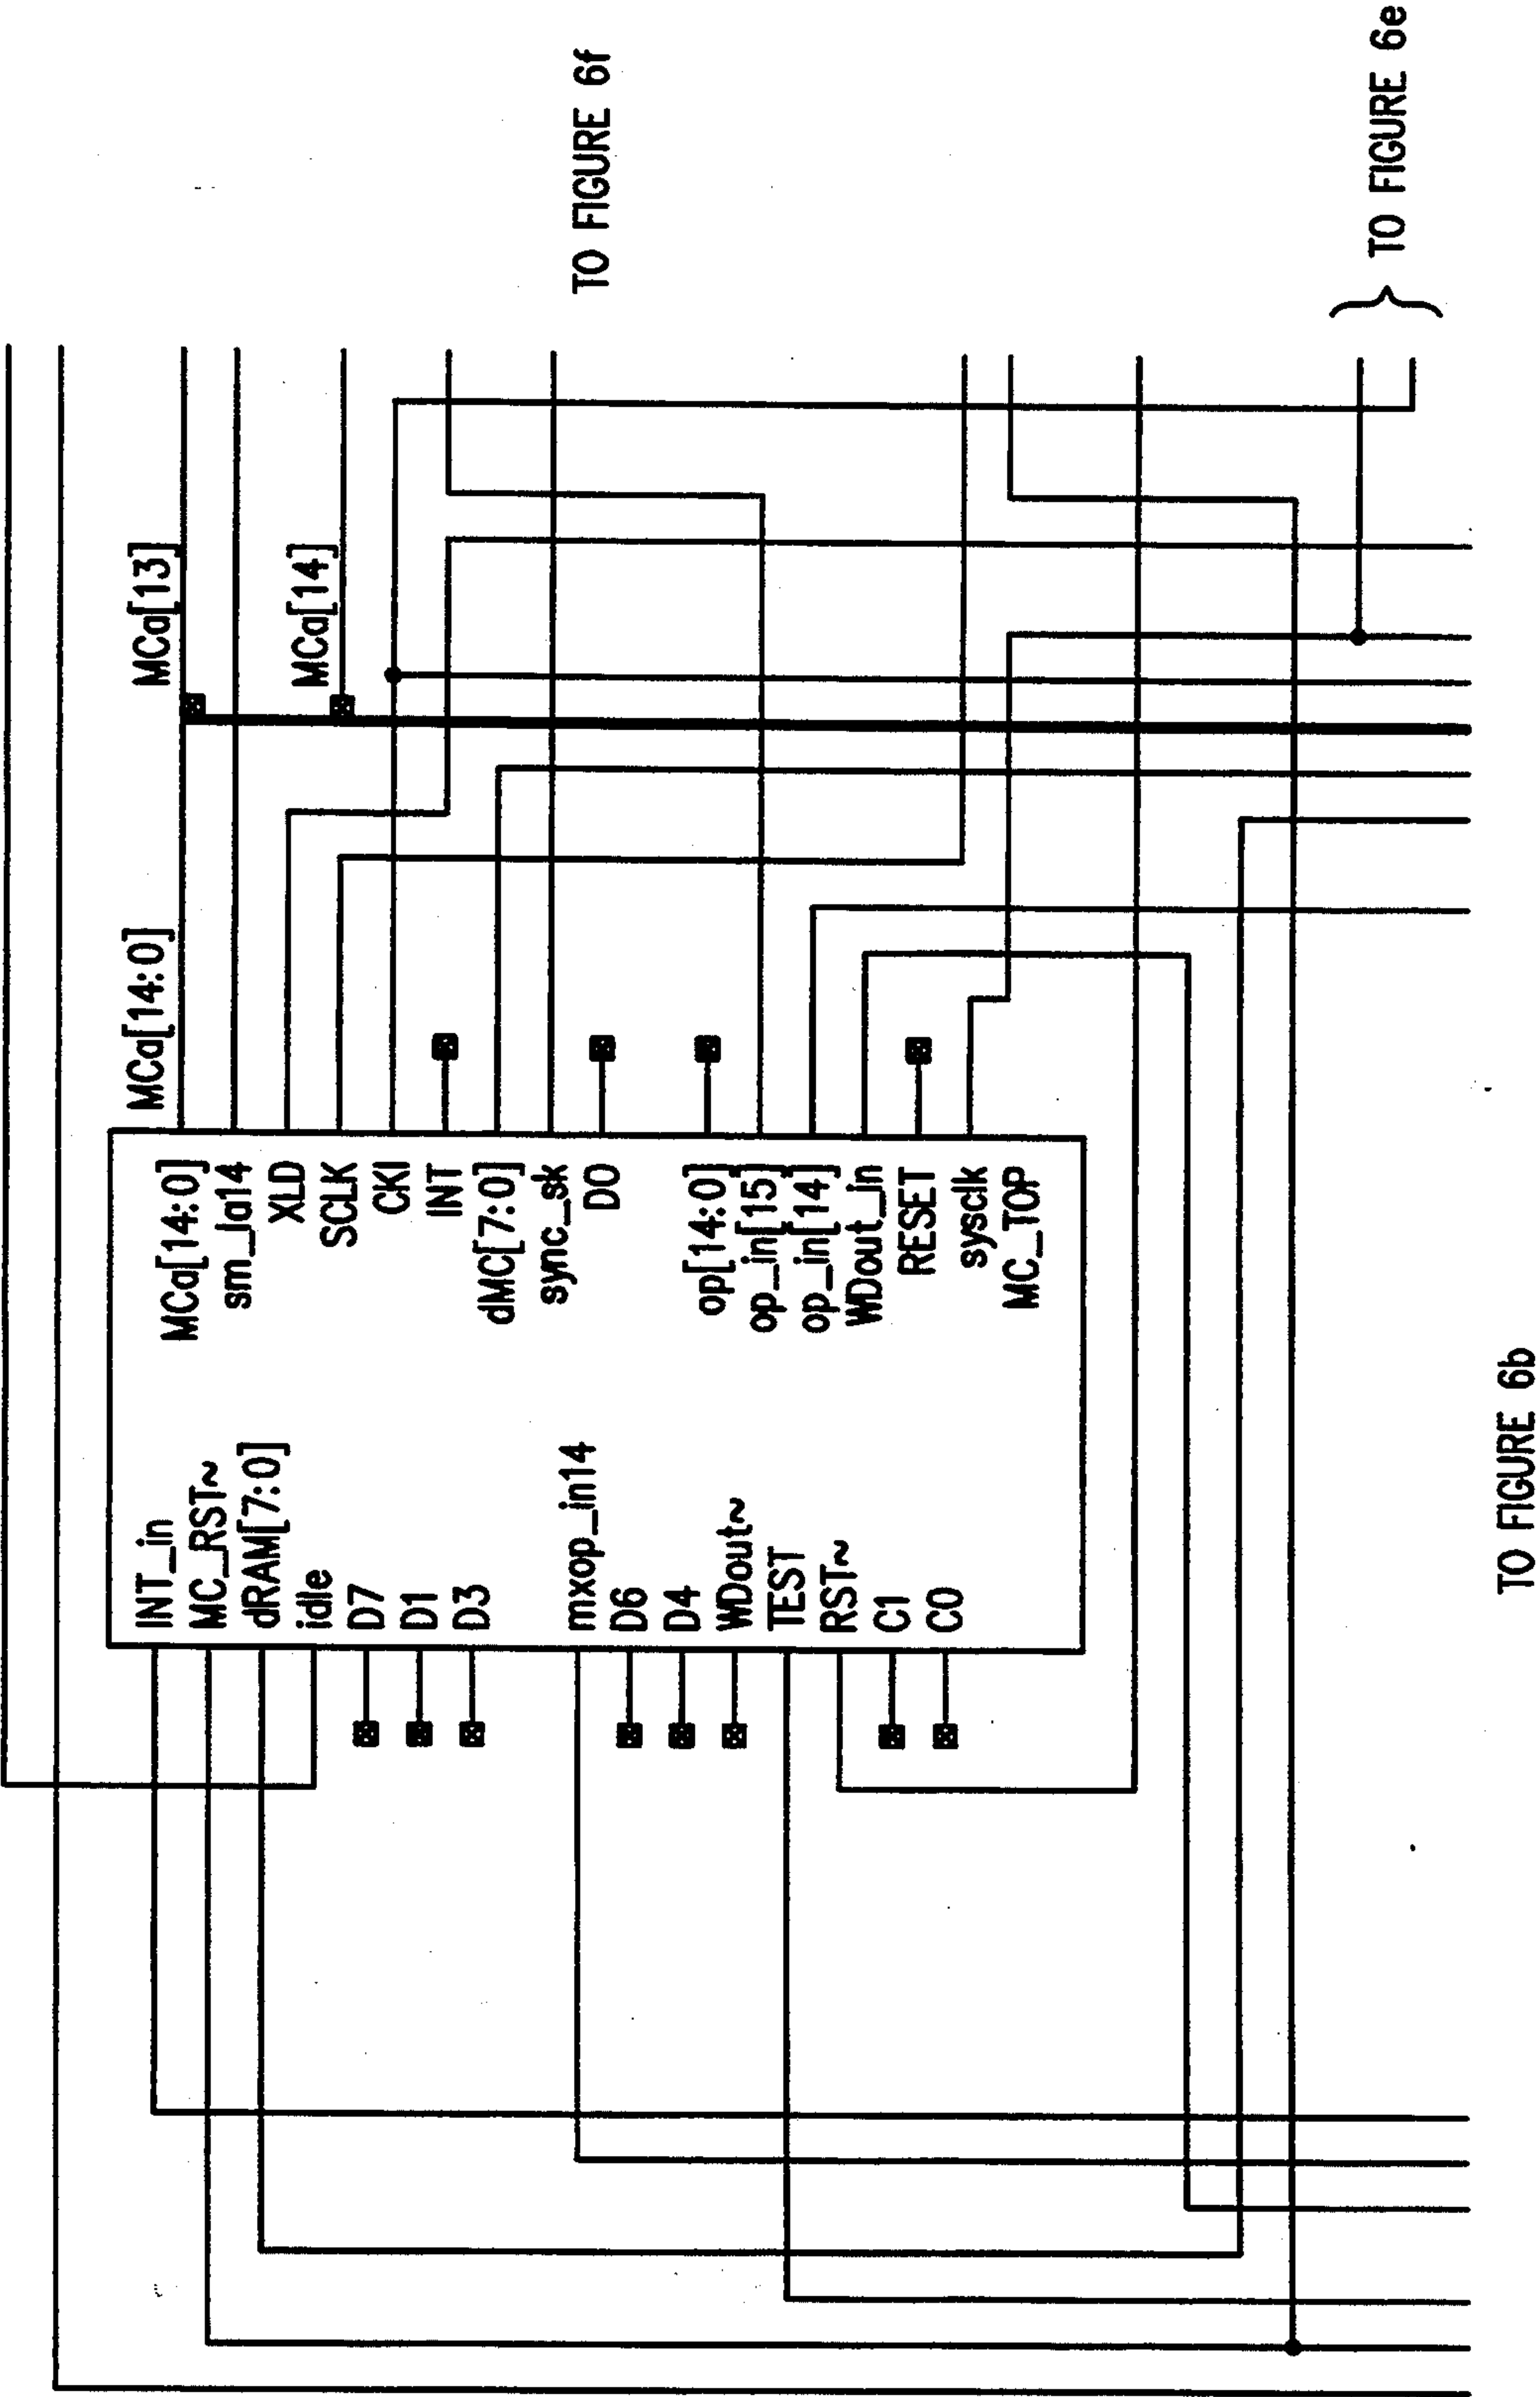 INT_in
MC_RST~
dRAM[7:0]
idle
D7
D1
D3
mxop_in14
D6
D4
WDout~
TEST
RST~
C1
C0
MCa[14:0]
sm_la14
XLD
SCLK
CKI
INT
dMC[7:0]
sync_sk
DO
op[14:0]
op_in[15]
op_in[14]
WDout_in
RESET
sysclk
MC_TOP
MCa[14:0]
MCa[13]
MCa[14]
TO FIGURE 6f
TO FIGURE 6e
TO FIGURE 6b